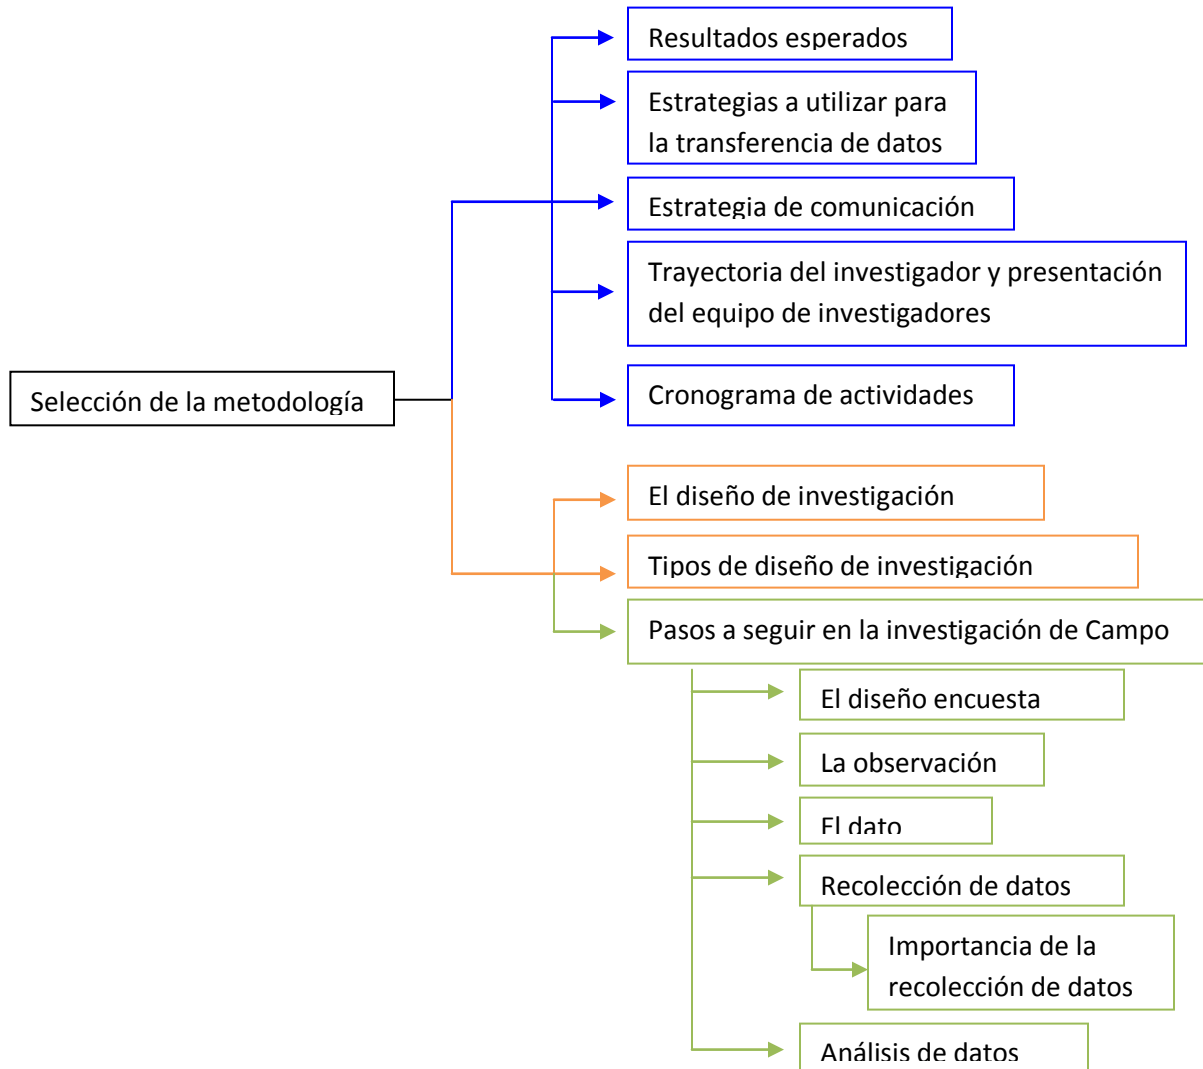 Resultados esperados
Estrategias a utilizar para
la transferencia de datos
Estrategia de comunicación
Trayectoria del investigador y presentación
del equipo de investigadores
Selección de la metodología
Cronograma de actividades
El diseño de investigación
Tipos de diseño de investigación
Pasos a seguir en la investigación de Campo
El diseño encuesta
La observación
El dato
Recolección de datos
Importancia de la
recolección de datos
Análisis de datos